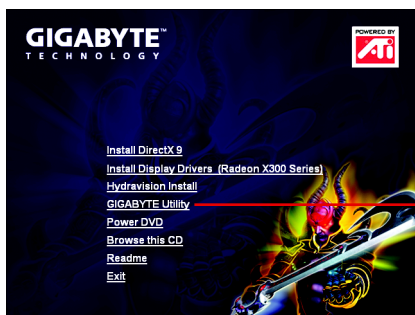 GIGABYTE™
TECHNOLOGY
POWERED BY
ATI
Install DirectX 9
Install Display Drivers (Radeon X300 Series)
Hydravision Install
GIGABYTE Utility
Power DVD
Browse this CD
Readme
Exit